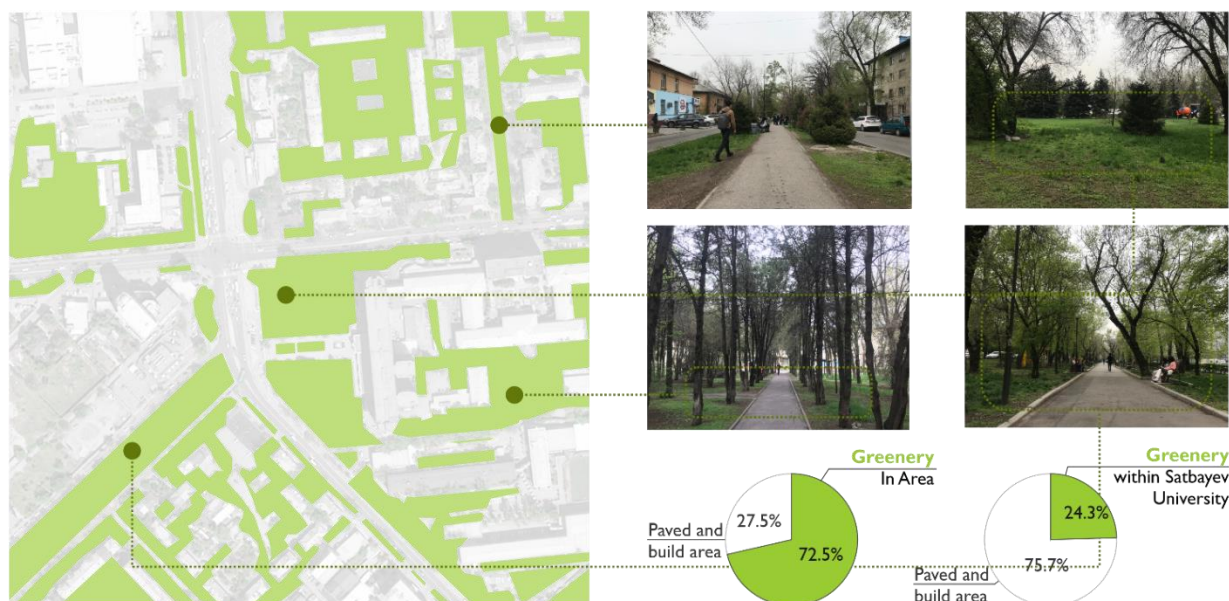 Greenery
In Area
Paved and
build area
27.5%
72.5%
Greenery
within Satbayev
University
24.3%
75.7%
Paved and
build area